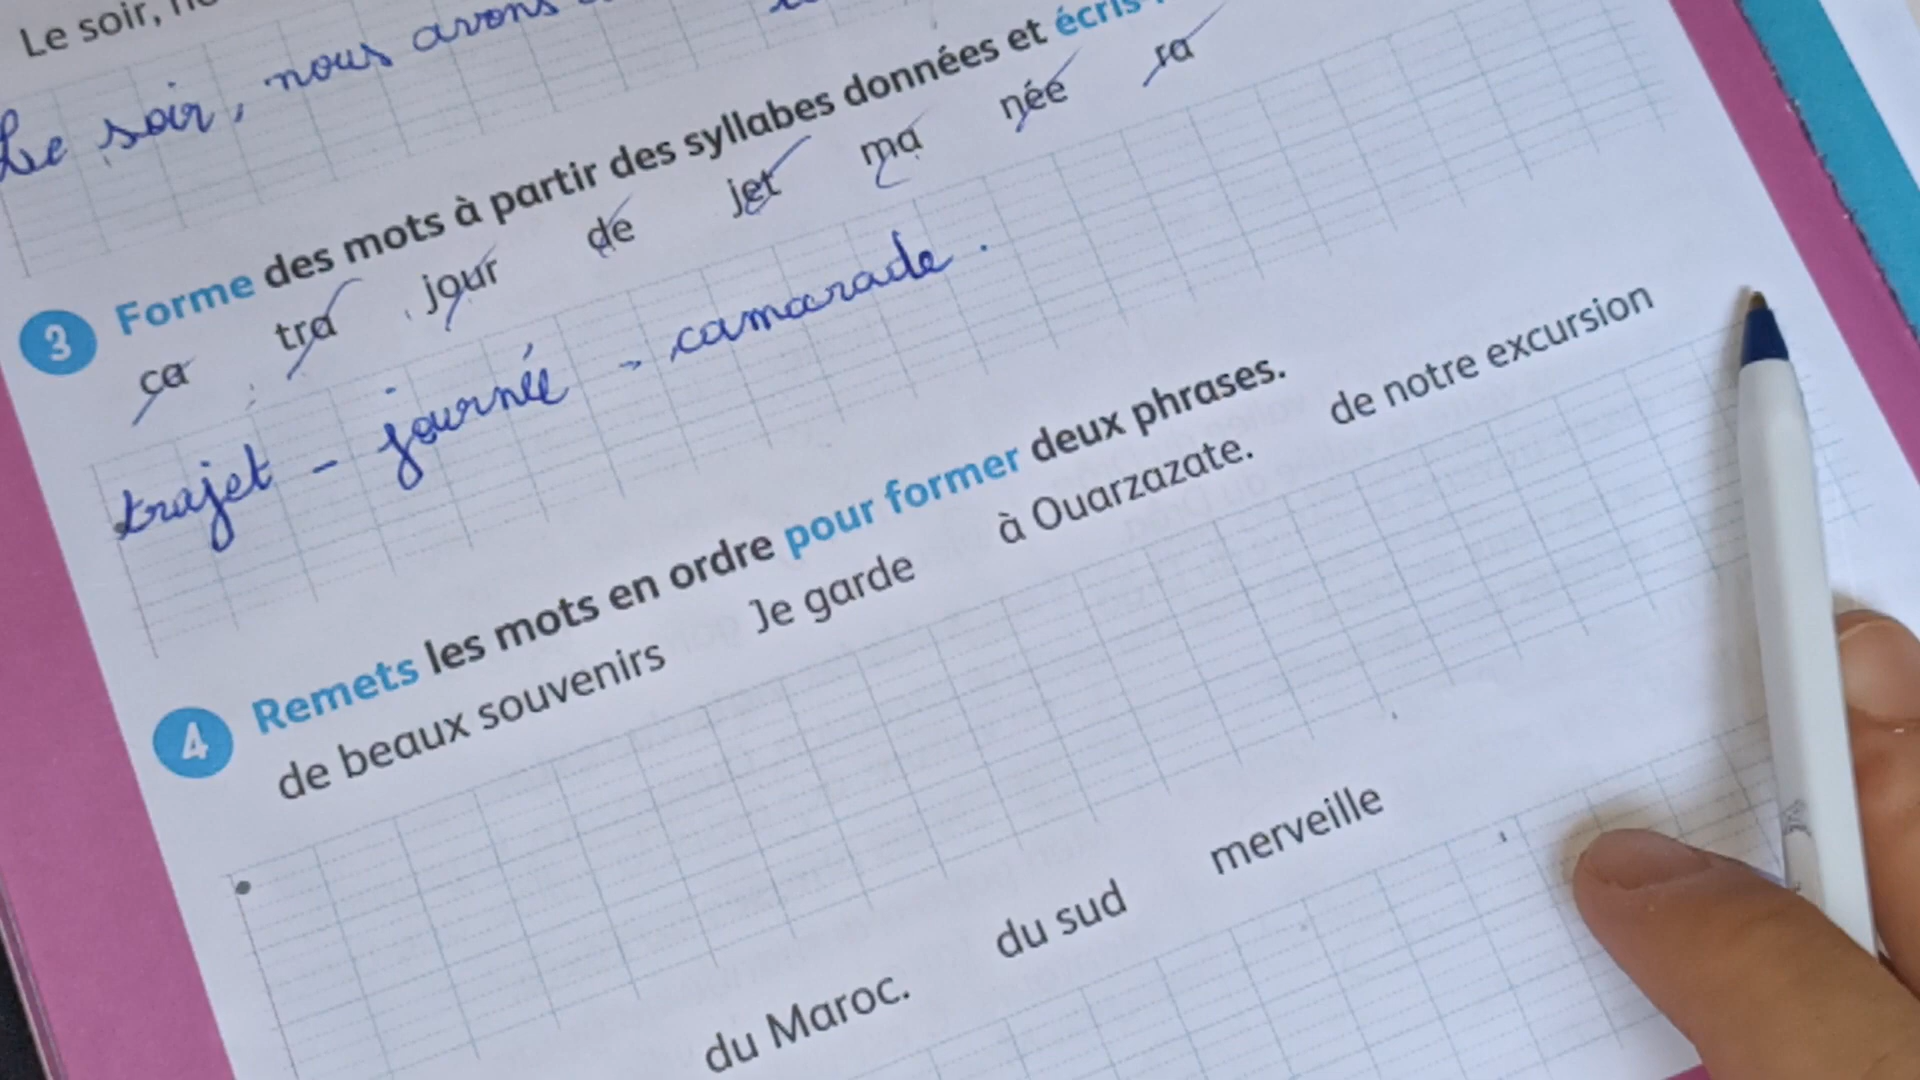 Le soir,
Le soir, nous avons
3 Forme des mots à partir des syllabes données et écris
ca tra jour de jet ma née ra
trajet - journée - camarade.
4 Remets les mots en ordre pour former deux phrases.
de beaux souvenirs Je garde à Ouarzazate. de notre excursion
du Maroc. du sud merveille